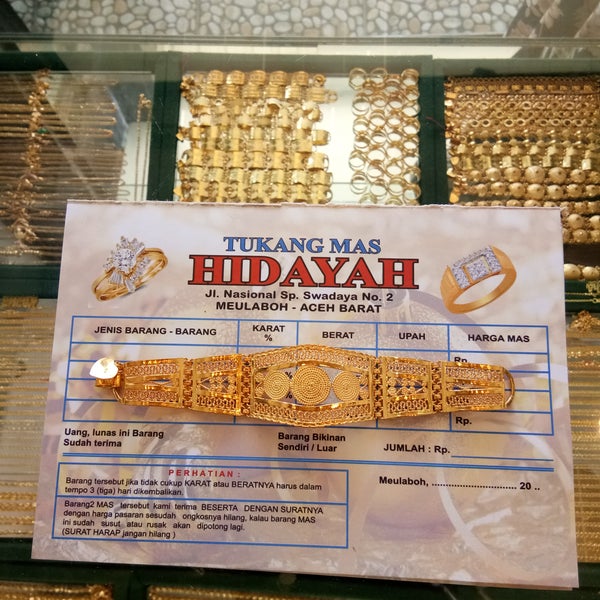 TUKANG MAS
HIDAYAH
Jl. Nasional Sp. Swadaya No. 2
MEULABOH - ACEH BARAT
JENIS BARANG - BARANG KARAT % BERAT UPAH HARGA MAS
Rp.
Rp.
Uang, lunas ini Barang
Sudah terima
Barang Bikinan
Sendiri / Luar
JUMLAH : Rp.
PERHATIAN :
Barang tersebut jika tidak cukup KARAT atau BERATNYA harus dalam
tempo 3 (tiga) hari dikembalikan.
Barang2 MAS tersebut kami terima BESERTA DENGAN SURATNYA
dengan harga pasaran sesudah ongkosnya hilang, kalau barang MAS
ini sudah susut atau rusak akan dipotong lagi.
(SURAT HARAP jangan hilang )
Meulaboh, .............................. 20 ..